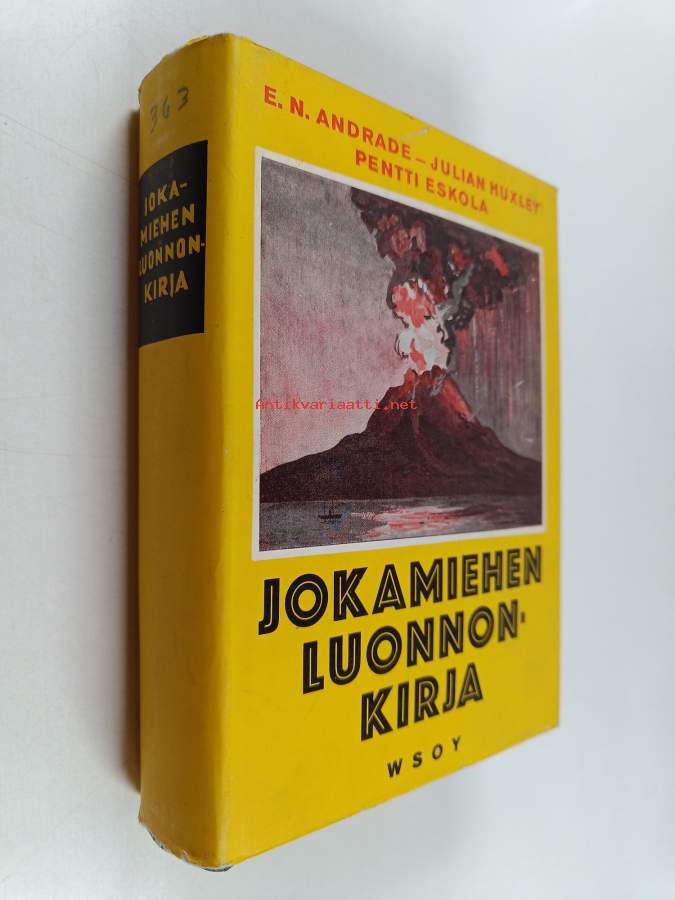 363
JOKA-
MIEHEN
LUONNON-
KIRJA
E. N. ANDRADE – JULIAN HUXLEY
PENTTI ESKOLA
Antikvariaatti.net
JOKAMIEHEN
LUONNON-
KIRJA
WSOY